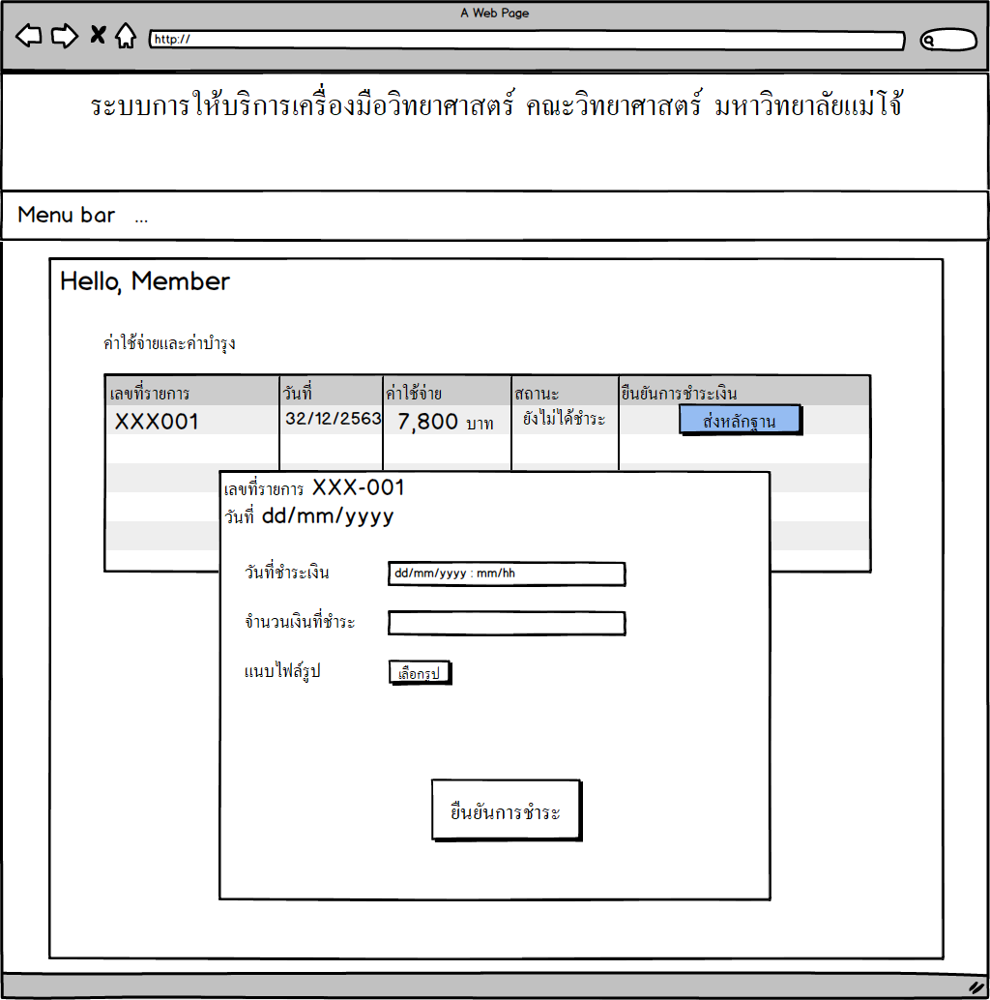 A Web Page
http://
ระบบการให้บริการเครื่องมือวิทยาศาสตร์ คณะวิทยาศาสตร์ มหาวิทยาลัยแม่โจ้
Menu bar ...
Hello, Member
ค่าใช้จ่ายและค่าบำรุง
เลขที่รายการ วันที่ ค่าใช้จ่าย สถานะ ยืนยันการชำระเงิน
XXX001 32/12/2563 7,800 บาท ยังไม่ได้ชำระ ส่งหลักฐาน
เลขที่รายการ XXX-001
วันที่ dd/mm/yyyy
วันที่ชำระเงิน dd/mm/yyyy : mm/hh
จำนวนเงินที่ชำระ
แนบไฟล์รูป เลือกรูป
ยืนยันการชำระ